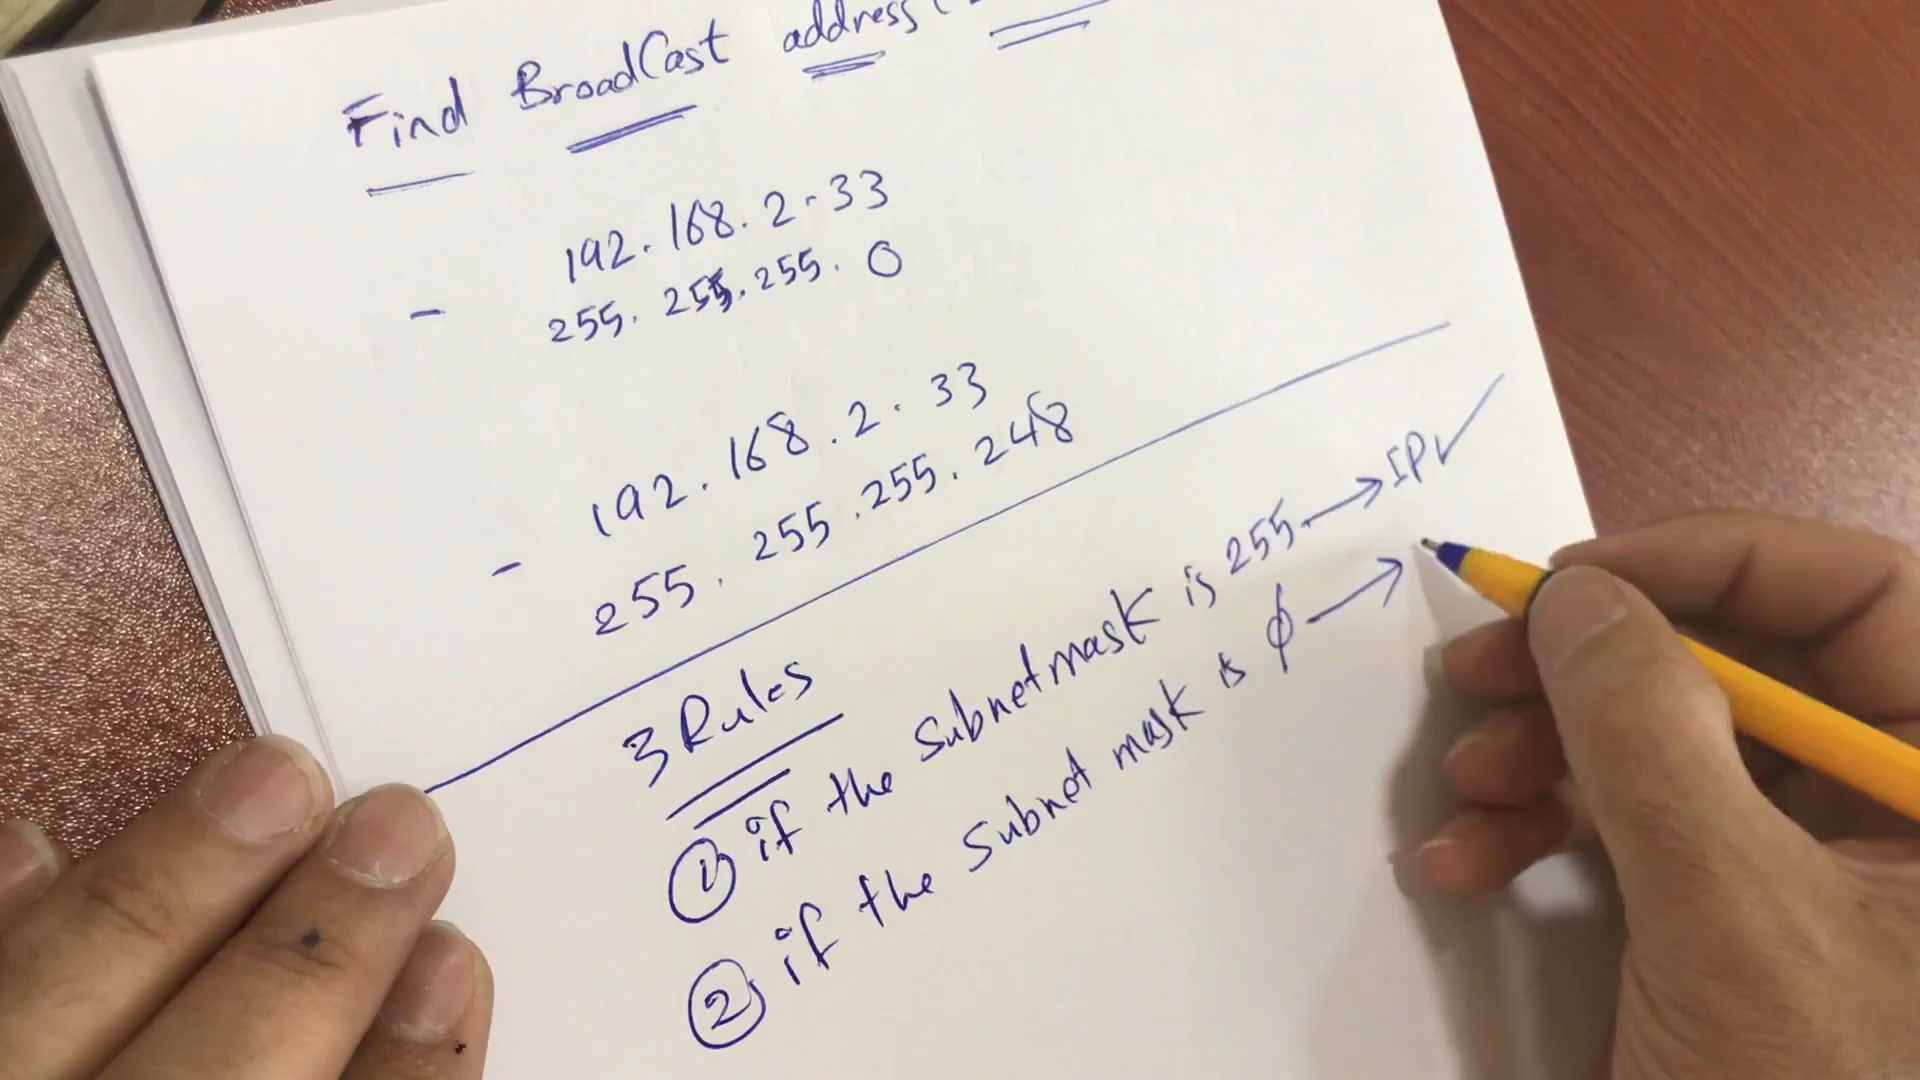 Find BroadCast address
192.168.2.33
- 255.255.255.0
192.168.2.33
- 255.255.255.248
3 Rules
① if the subnetmask is 255. → IP ✓
② if the subnet mask is ϕ →